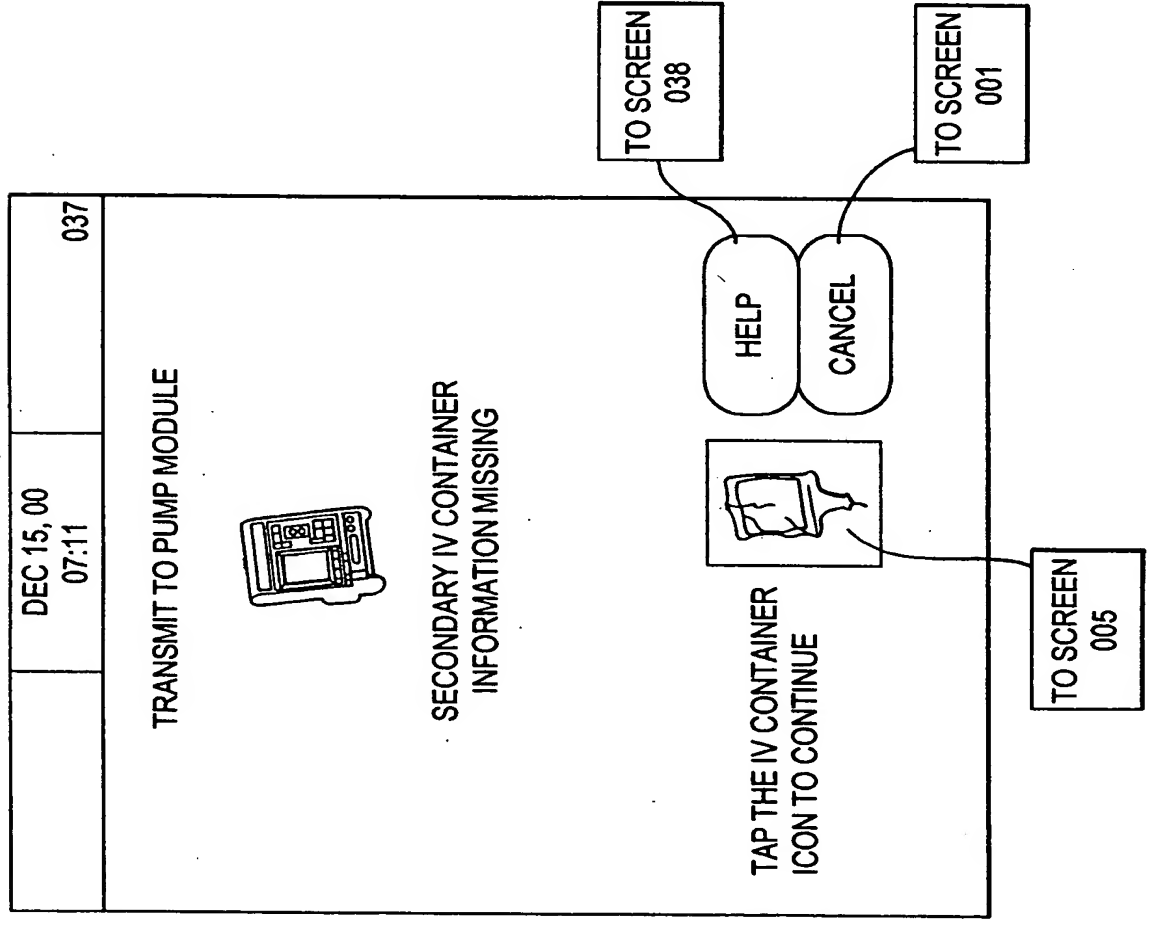 DEC 15, 00
07:11
037
TRANSMIT TO PUMP MODULE
SECONDARY IV CONTAINER
INFORMATION MISSING
TAP THE IV CONTAINER
ICON TO CONTINUE
HELP
CANCEL
TO SCREEN
038
TO SCREEN
001
TO SCREEN
005